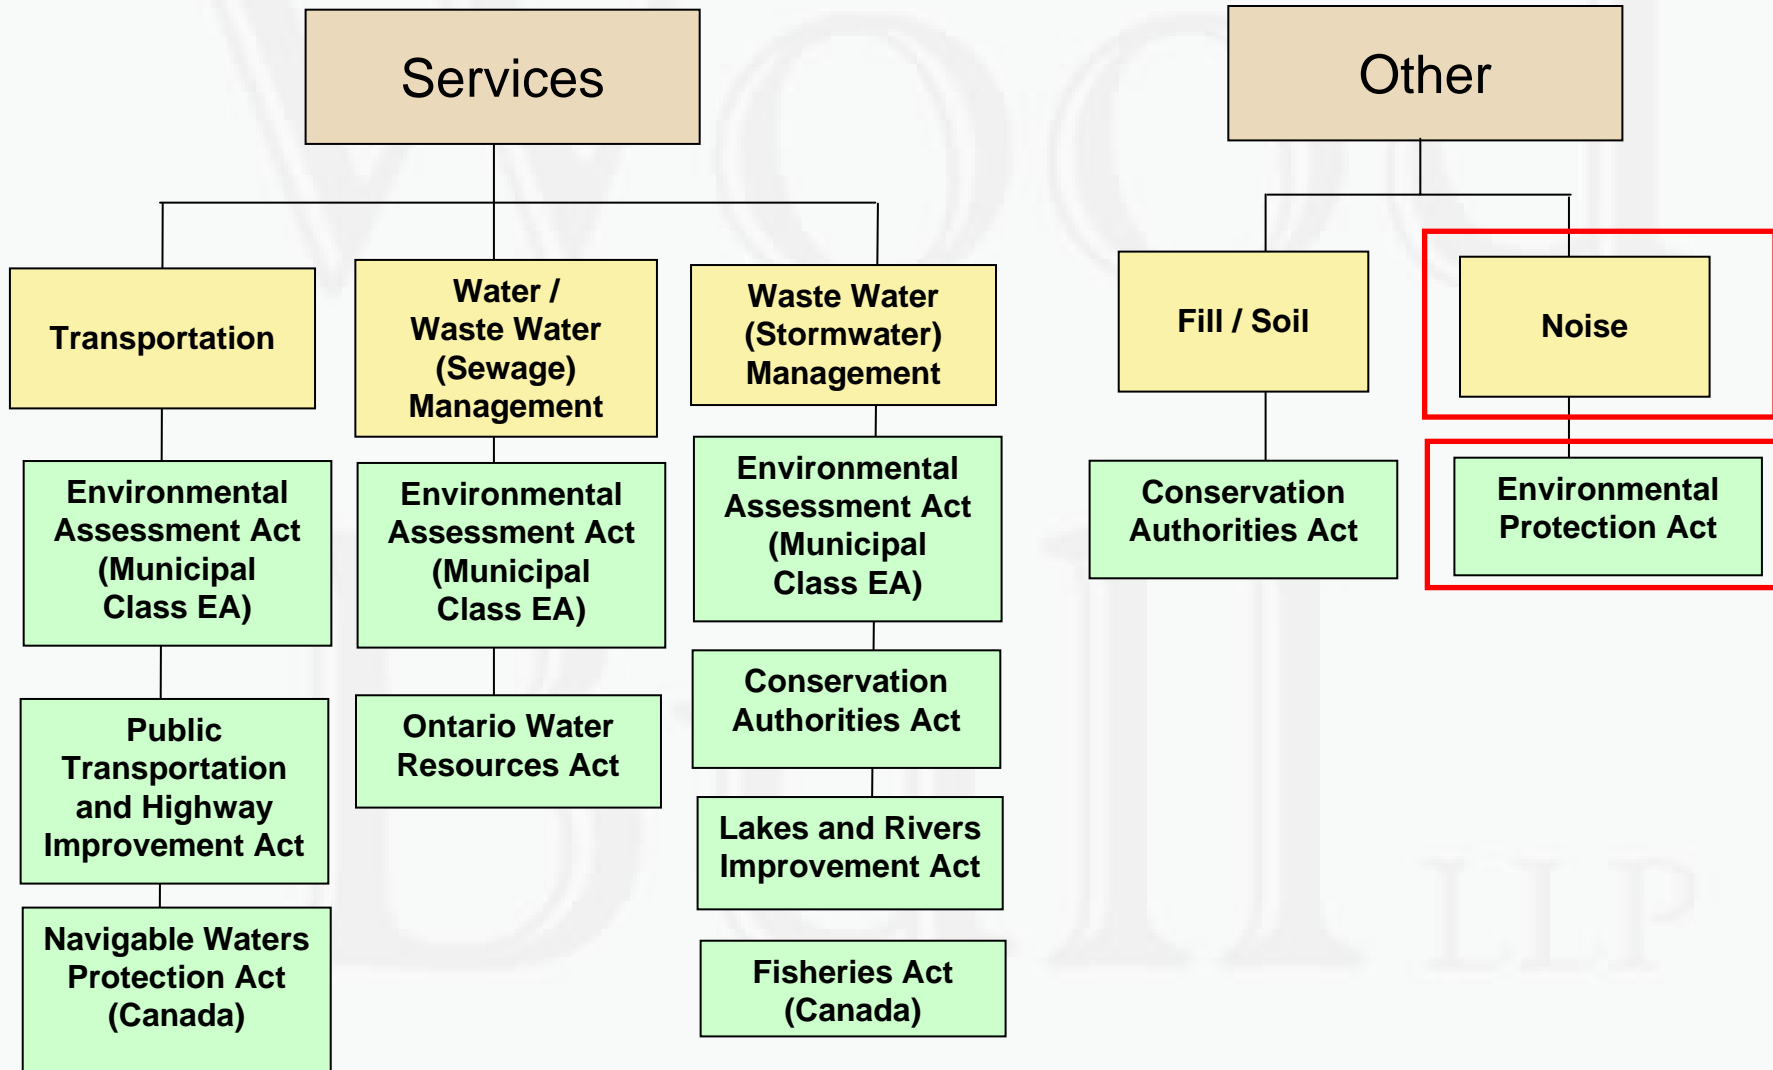 Services
Other
Transportation
Water /
Waste Water
(Sewage)
Management
Waste Water
(Stormwater)
Management
Fill / Soil
Noise
Environmental
Assessment Act
(Municipal
Class EA)
Public
Transportation
and Highway
Improvement Act
Navigable Waters
Protection Act
(Canada)
Environmental
Assessment Act
(Municipal
Class EA)
Ontario Water
Resources Act
Environmental
Assessment Act
(Municipal
Class EA)
Conservation
Authorities Act
Lakes and Rivers
Improvement Act
Fisheries Act
(Canada)
Conservation
Authorities Act
Environmental
Protection Act
Wood
Bull
LLP